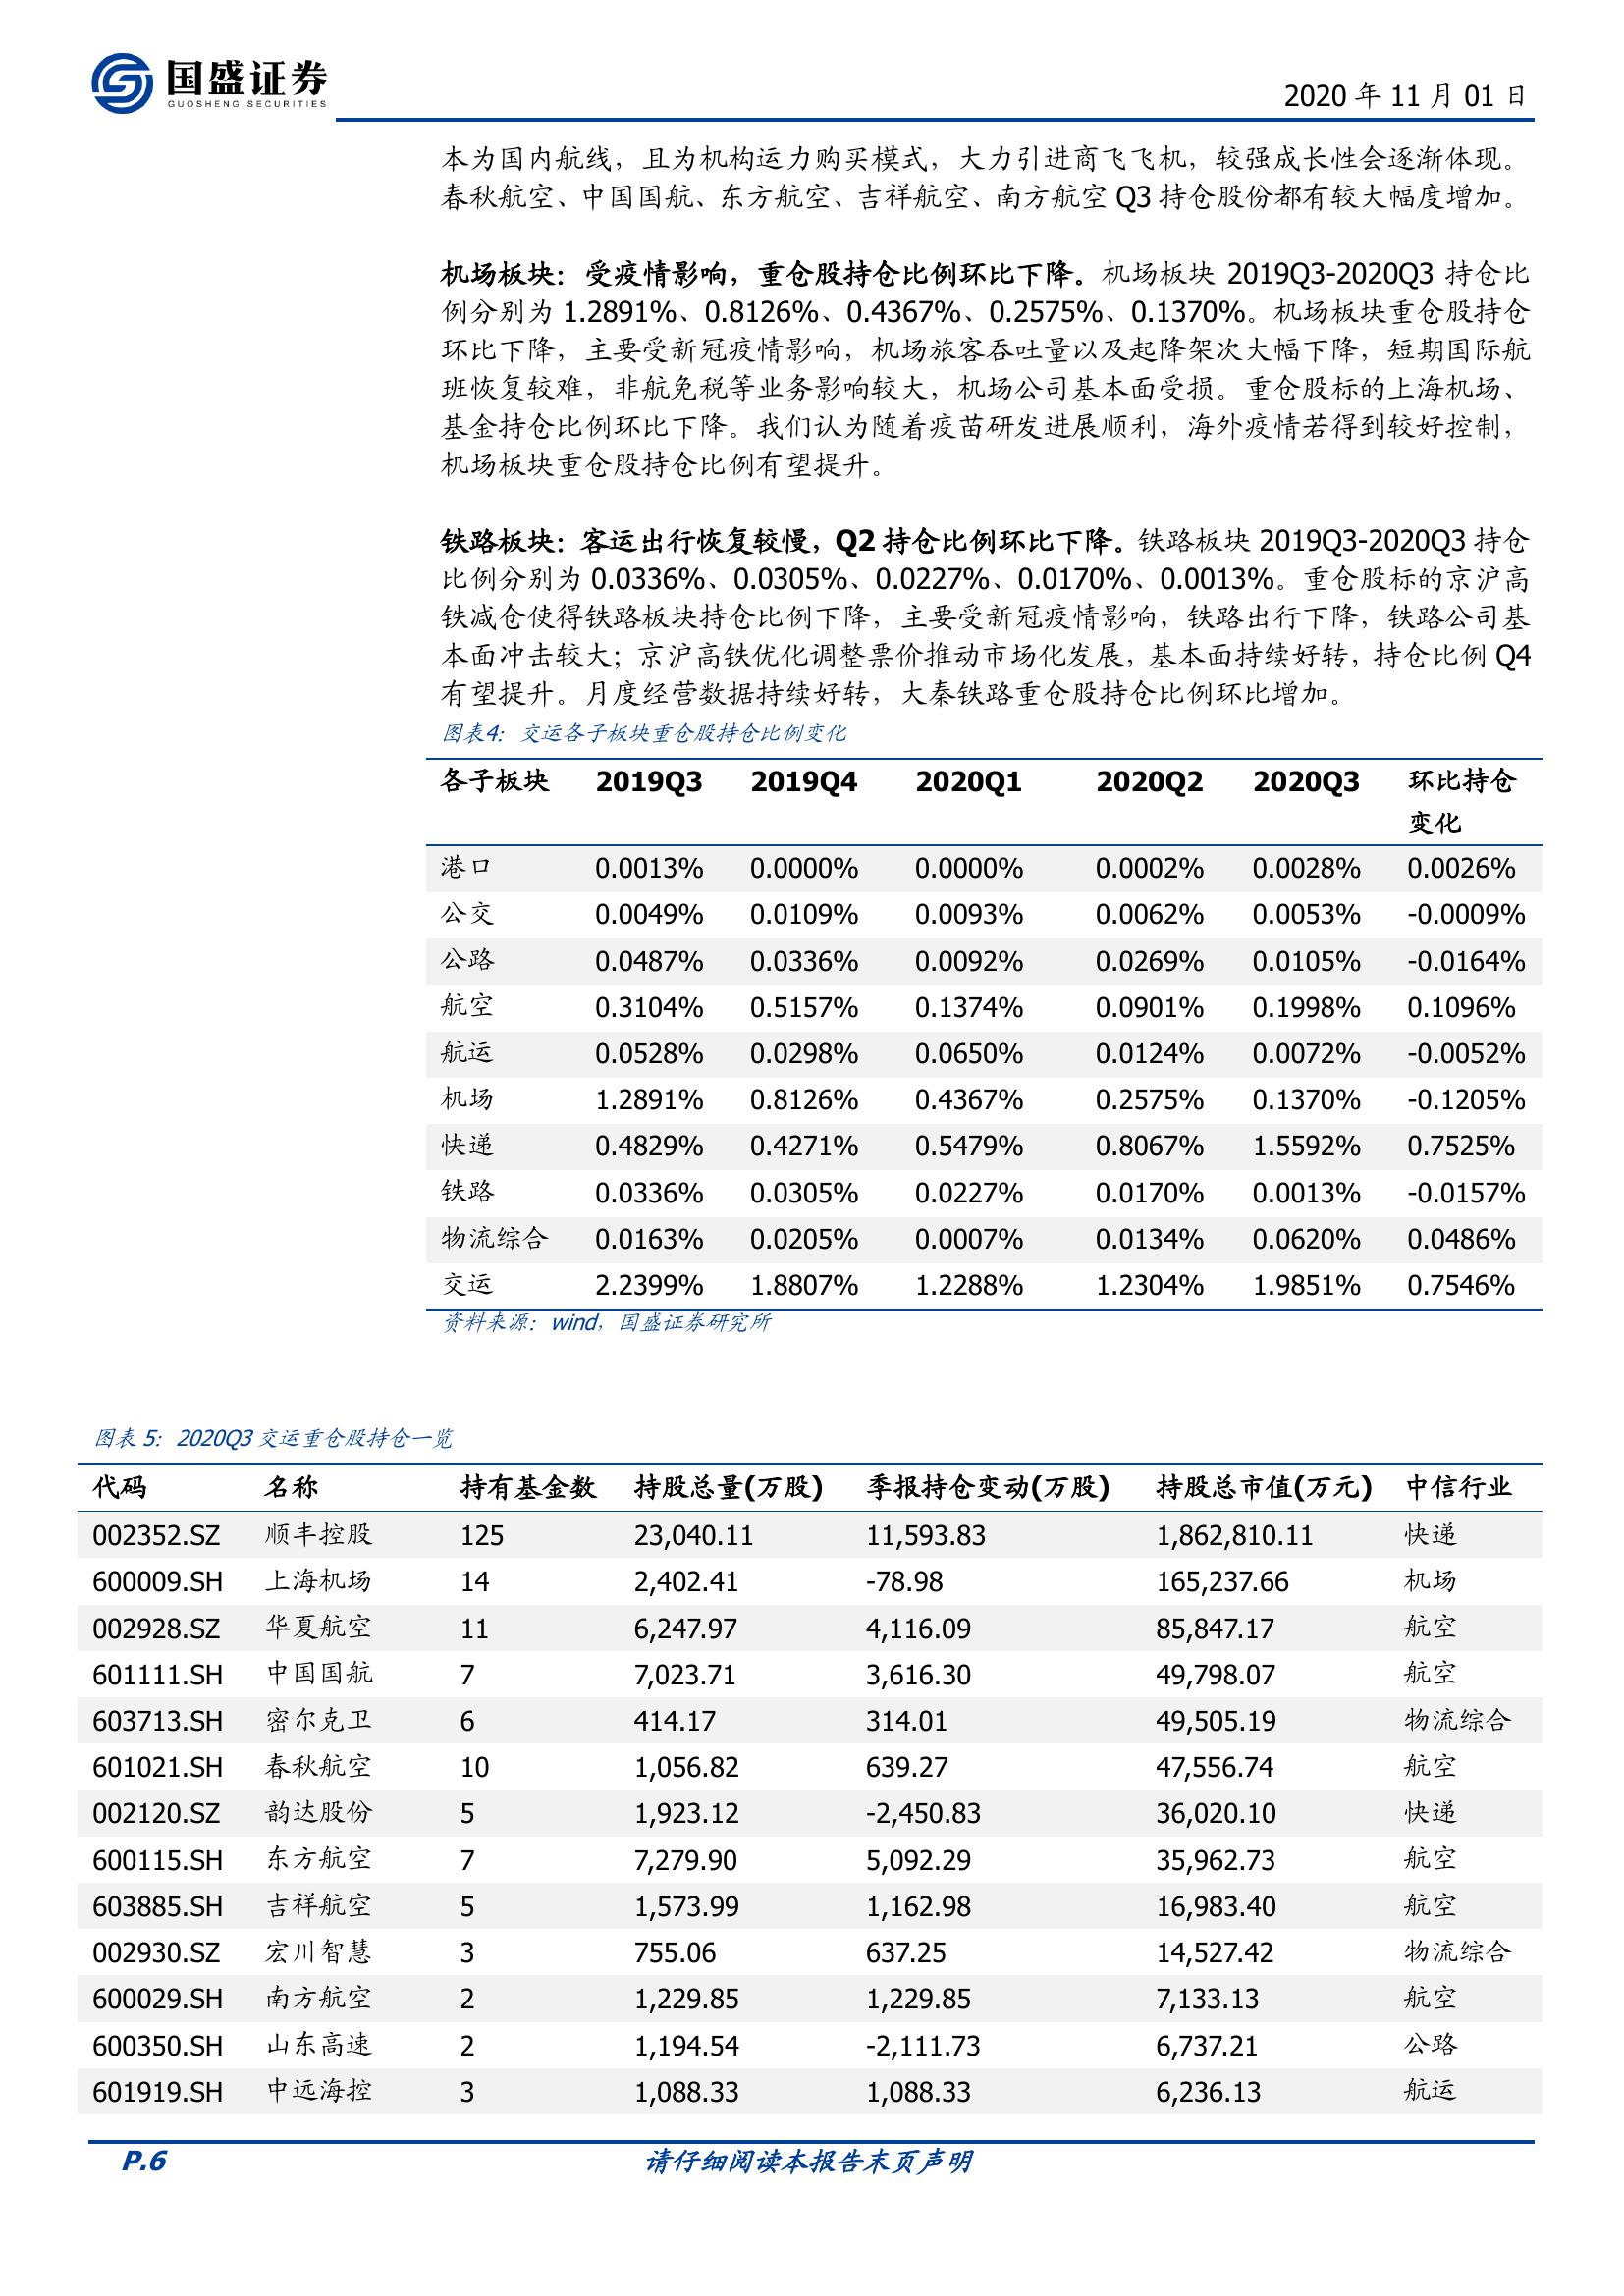 国盛证券
GUOSHENG SECURITIES
2020 年 11 月 01 日
本为国内航线，且为机构运力购买模式，大力引进商飞飞机，较强成长性会逐渐体现。
春秋航空、中国国航、东方航空、吉祥航空、南方航空 Q3 持仓股份都有较大幅度增加。
机场板块：受疫情影响，重仓股持仓比例环比下降。机场板块 2019Q3-2020Q3 持仓比
例分别为 1.2891%、0.8126%、0.4367%、0.2575%、0.1370%。机场板块重仓股持仓
环比下降，主要受新冠疫情影响，机场旅客吞吐量以及起降架次大幅下降，短期国际航
班恢复较难，非航免税等业务影响较大，机场公司基本面受损。重仓股标的上海机场、
基金持仓比例环比下降。我们认为随着疫苗研发进展顺利，海外疫情若得到较好控制，
机场板块重仓股持仓比例有望提升。
铁路板块：客运出行恢复较慢，Q2 持仓比例环比下降。铁路板块 2019Q3-2020Q3 持仓
比例分别为 0.0336%、0.0305%、0.0227%、0.0170%、0.0013%。重仓股标的京沪高
铁减仓使得铁路板块持仓比例下降，主要受新冠疫情影响，铁路出行下降，铁路公司基
本面冲击较大；京沪高铁优化调整票价推动市场化发展，基本面持续好转，持仓比例 Q4
有望提升。月度经营数据持续好转，大秦铁路重仓股持仓比例环比增加。
图表4：交运各子板块重仓股持仓比例变化
各子板块 2019Q3 2019Q4 2020Q1 2020Q2 2020Q3 环比持仓
变化
港口 0.0013% 0.0000% 0.0000% 0.0002% 0.0028% 0.0026%
公交 0.0049% 0.0109% 0.0093% 0.0062% 0.0053% -0.0009%
公路 0.0487% 0.0336% 0.0092% 0.0269% 0.0105% -0.0164%
航空 0.3104% 0.5157% 0.1374% 0.0901% 0.1998% 0.1096%
航运 0.0528% 0.0298% 0.0650% 0.0124% 0.0072% -0.0052%
机场 1.2891% 0.8126% 0.4367% 0.2575% 0.1370% -0.1205%
快递 0.4829% 0.4271% 0.5479% 0.8067% 1.5592% 0.7525%
铁路 0.0336% 0.0305% 0.0227% 0.0170% 0.0013% -0.0157%
物流综合 0.0163% 0.0205% 0.0007% 0.0134% 0.0620% 0.0486%
交运 2.2399% 1.8807% 1.2288% 1.2304% 1.9851% 0.7546%
资料来源：wind，国盛证券研究所
图表 5：2020Q3 交运重仓股持仓一览
代码 名称 持有基金数 持股总量(万股) 季报持仓变动(万股) 持股总市值(万元) 中信行业
002352.SZ 顺丰控股 125 23,040.11 11,593.83 1,862,810.11 快递
600009.SH 上海机场 14 2,402.41 -78.98 165,237.66 机场
002928.SZ 华夏航空 11 6,247.97 4,116.09 85,847.17 航空
601111.SH 中国国航 7 7,023.71 3,616.30 49,798.07 航空
603713.SH 密尔克卫 6 414.17 314.01 49,505.19 物流综合
601021.SH 春秋航空 10 1,056.82 639.27 47,556.74 航空
002120.SZ 韵达股份 5 1,923.12 -2,450.83 36,020.10 快递
600115.SH 东方航空 7 7,279.90 5,092.29 35,962.73 航空
603885.SH 吉祥航空 5 1,573.99 1,162.98 16,983.40 航空
002930.SZ 宏川智慧 3 755.06 637.25 14,527.42 物流综合
600029.SH 南方航空 2 1,229.85 1,229.85 7,133.13 航空
600350.SH 山东高速 2 1,194.54 -2,111.73 6,737.21 公路
601919.SH 中远海控 3 1,088.33 1,088.33 6,236.13 航运
P.6 请仔细阅读本报告末页声明